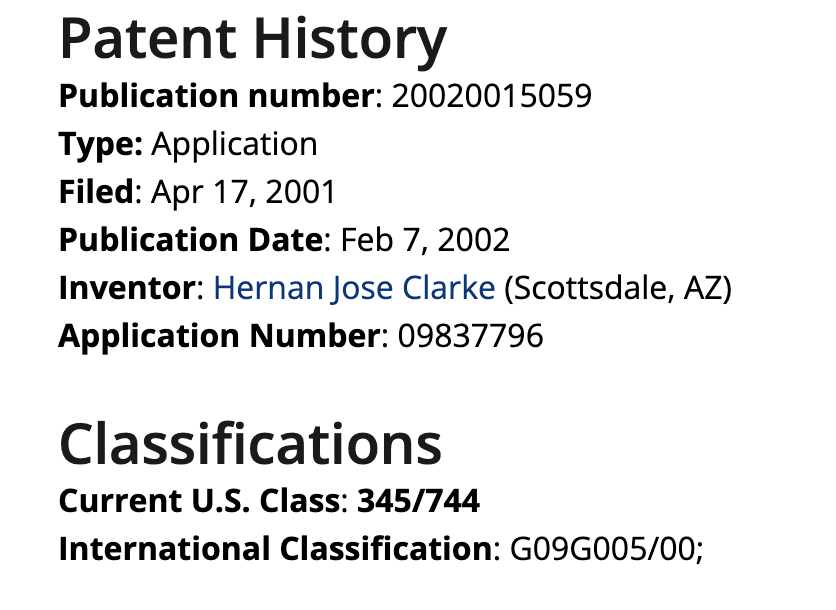 Patent History
Publication number: 20020015059
Type: Application
Filed: Apr 17, 2001
Publication Date: Feb 7, 2002
Inventor: Hernan Jose Clarke (Scottsdale, AZ)
Application Number: 09837796
Classifications
Current U.S. Class: 345/744
International Classification: G09G005/00;